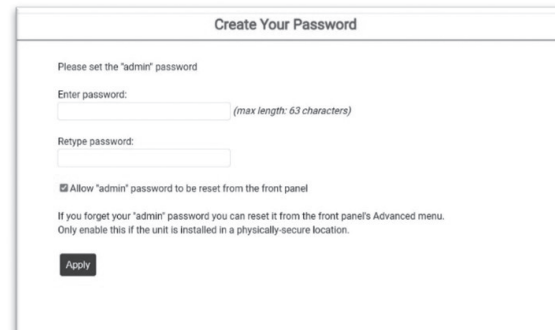 Create Your Password
Please set the "admin" password
Enter password:
(max length: 63 characters)
Retype password:
Allow "admin" password to be reset from the front panel
If you forget your "admin" password you can reset it from the front panel's Advanced menu.
Only enable this if the unit is installed in a physically-secure location.
Apply